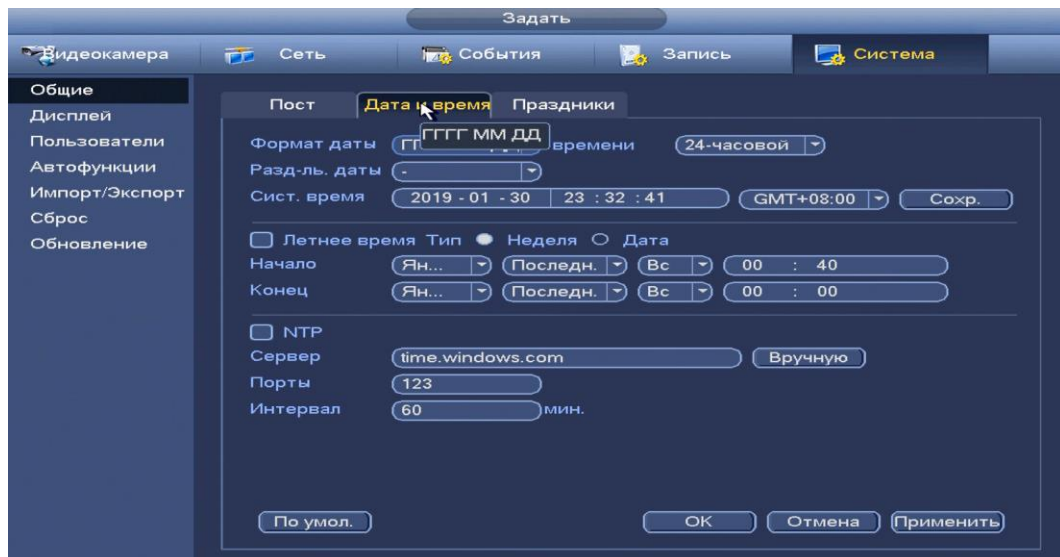 Задать
Видеокамера Сеть События Запись Система
Общие
Дисплей
Пользователи
Автофункции
Импорт/Экспорт
Сброс
Обновление
Пост Дата и время Праздники
ГГГГ ММ ДД
Формат даты времени 24-часовой
Разд-ль. даты -
Сист. время 2019 - 01 - 30 23 : 32 : 41 GMT+08:00 Сохр.
Летнее время Тип Неделя Дата
Начало Ян... Последн. Вс 00 : 40
Конец Ян... Последн. Вс 00 : 00
NTP
Сервер time.windows.com Вручную
Порты 123
Интервал 60 мин.
По умол. OK Отмена Применить